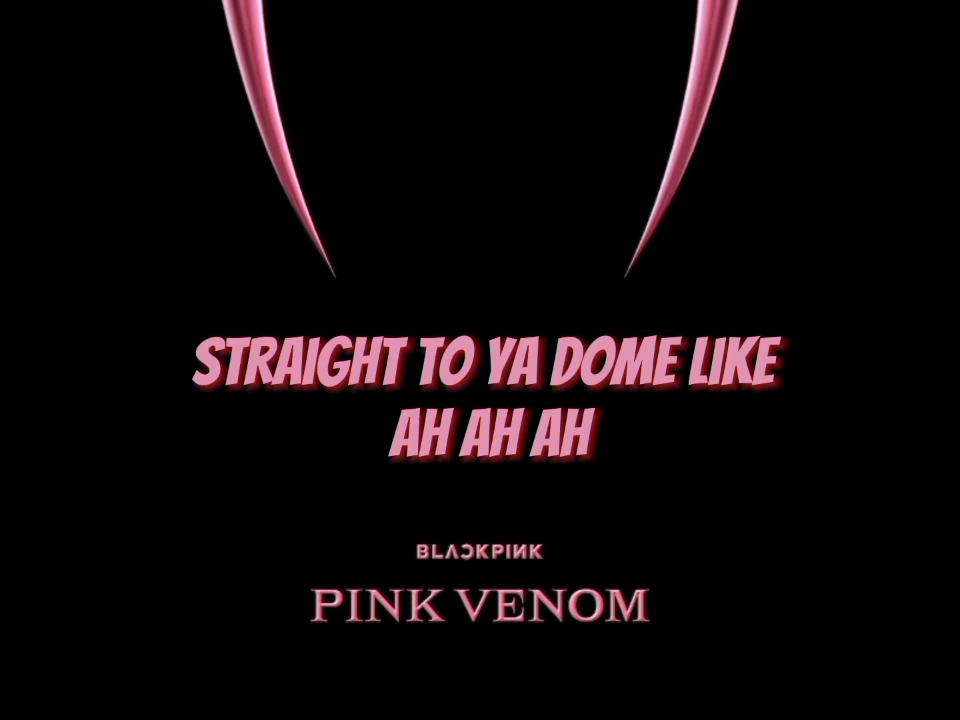 STRAIGHT TO YA DOME LIKE
AH AH AH
BLACKPINK
PINK VENOM